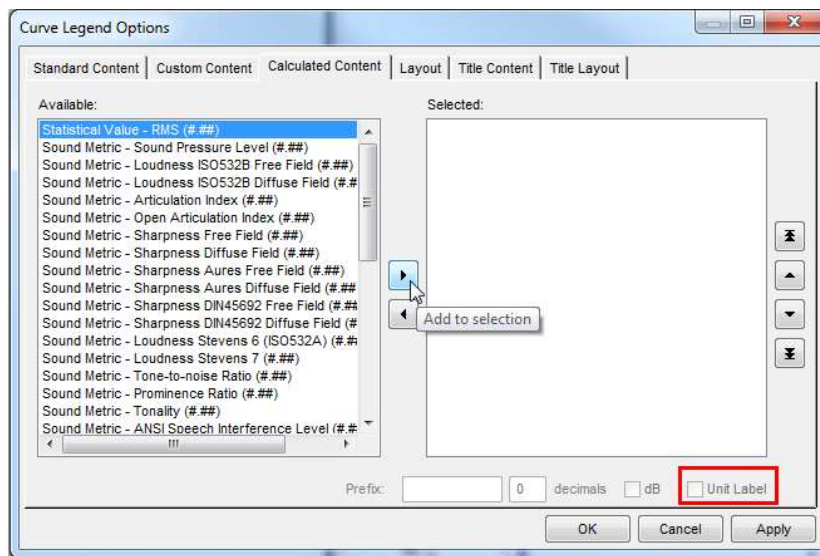 Curve Legend Options
Standard Content
Custom Content
Calculated Content
Layout
Title Content
Title Layout
Available:
Selected:
Statistical Value - RMS (#.##)
Sound Metric - Sound Pressure Level (#.##)
Sound Metric - Loudness ISO532B Free Field (#.##)
Sound Metric - Loudness ISO532B Diffuse Field (#.#
Sound Metric - Articulation Index (#.##)
Sound Metric - Open Articulation Index (#.##)
Sound Metric - Sharpness Free Field (#.##)
Sound Metric - Sharpness Diffuse Field (#.##)
Sound Metric - Sharpness Aures Free Field (#.##)
Sound Metric - Sharpness Aures Diffuse Field (#.##
Sound Metric - Sharpness DIN45692 Free Field (#.##
Sound Metric - Sharpness DIN45692 Diffuse Field (#
Sound Metric - Loudness Stevens 6 (ISO532A) (#.##
Sound Metric - Loudness Stevens 7 (#.##)
Sound Metric - Tone-to-noise Ratio (#.##)
Sound Metric - Prominence Ratio (#.##)
Sound Metric - Tonality (#.##)
Sound Metric - ANSI Speech Interference Level (#.#
Add to selection
Prefix:
0
decimals
dB
Unit Label
OK
Cancel
Apply